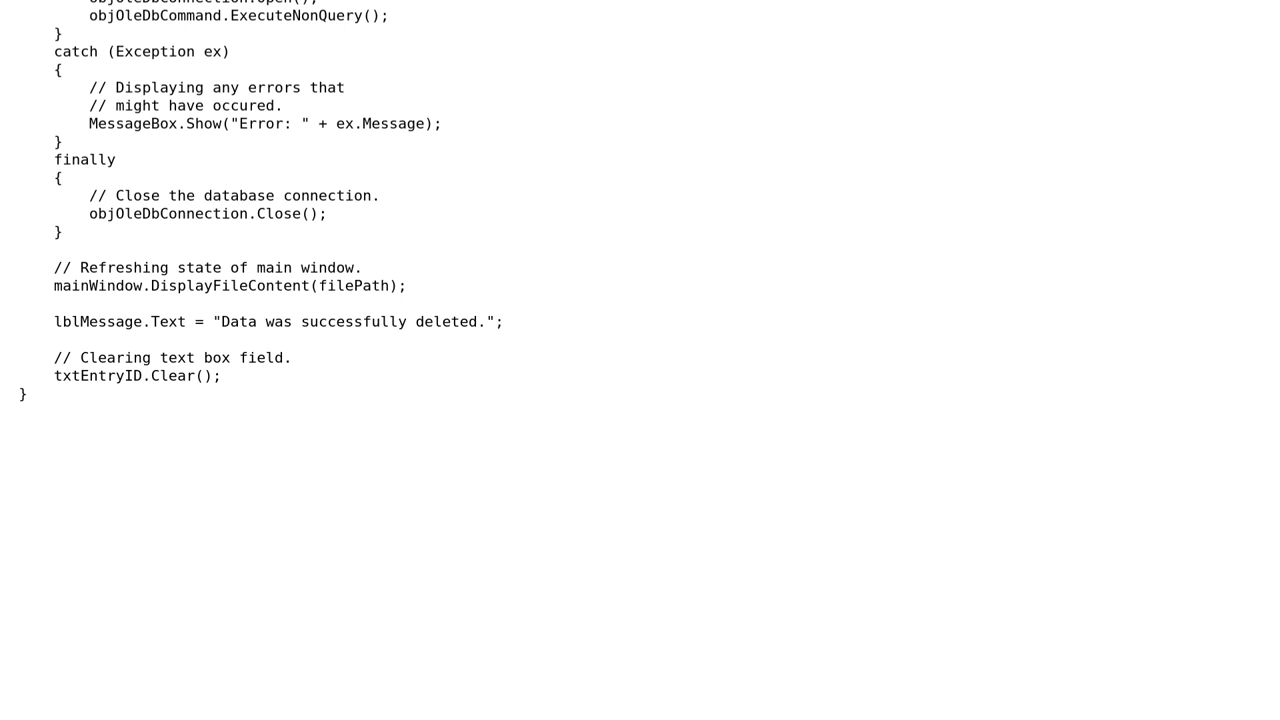 objOleDbConnection.Open();
objOleDbCommand.ExecuteNonQuery();
}
catch (Exception ex)
{
// Displaying any errors that
// might have occured.
MessageBox.Show("Error: " + ex.Message);
}
finally
{
// Close the database connection.
objOleDbConnection.Close();
}
// Refreshing state of main window.
mainWindow.DisplayFileContent(filePath);
lblMessage.Text = "Data was successfully deleted.";
// Clearing text box field.
txtEntryID.Clear();
}